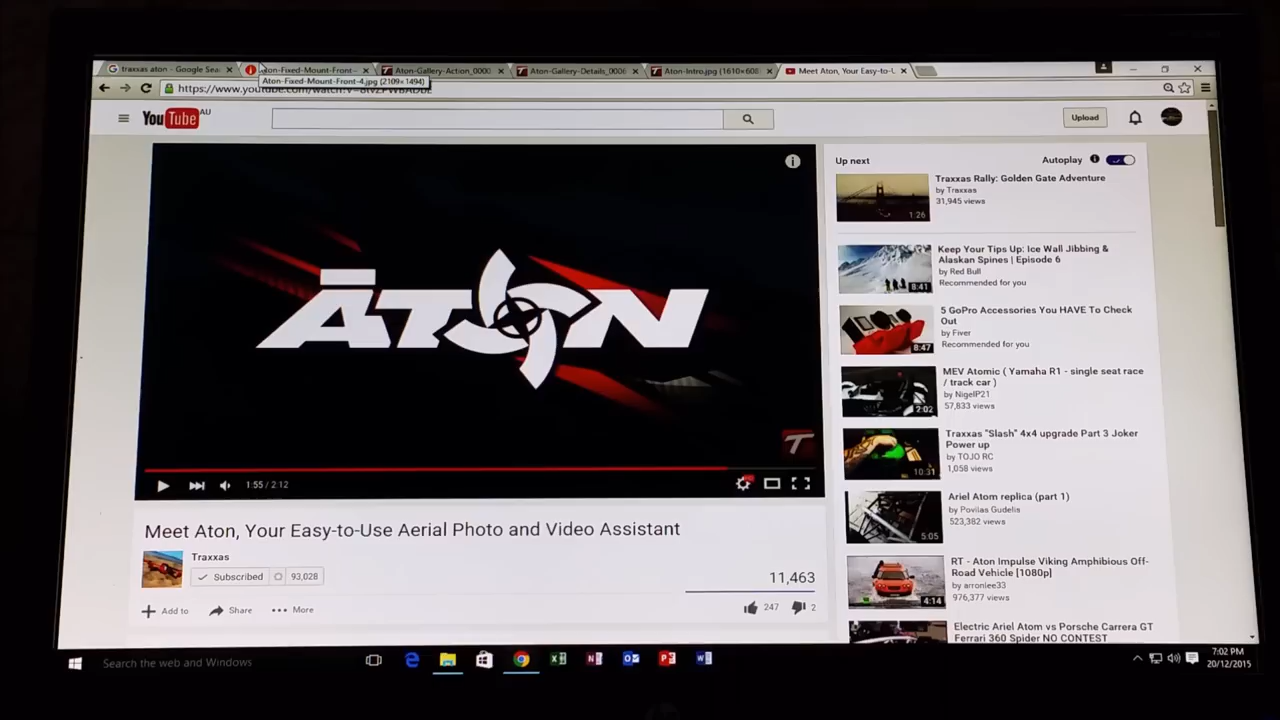 traxxas aton - Google Sea
Aton-Fixed-Mount-Front-
Aton-Gallery-Action_0000
Aton-Gallery-Details_0006
Aton-Intro.jpg (1610×608)
Meet Aton, Your Easy-to-U
Aton-Fixed-Mount-Front-4.jpg (2109×1494)
https://www.youtube.com/watch?v=
YouTube AU
Upload
ATON
1:55 / 2:12
Meet Aton, Your Easy-to-Use Aerial Photo and Video Assistant
Traxxas
Subscribed 93,028
11,463
Add to Share More
247 2
Up next Autoplay
Traxxas Rally: Golden Gate Adventure
by Traxxas
31,945 views
1:26
Keep Your Tips Up: Ice Wall Jibbing &
Alaskan Spines | Episode 6
by Red Bull
Recommended for you
8:41
5 GoPro Accessories You HAVE To Check
Out
by Fiver
Recommended for you
8:47
MEV Atomic ( Yamaha R1 - single seat race
/ track car )
by NigelP21
57,833 views
2:02
Traxxas "Slash" 4x4 upgrade Part 3 Joker
Power up
by TOJO RC
1,058 views
10:31
Ariel Atom replica (part 1)
by Povilas Gudelis
523,382 views
5:05
RT - Aton Impulse Viking Amphibious Off-
Road Vehicle [1080p]
by arronlee33
976,377 views
4:14
Electric Ariel Atom vs Porsche Carrera GT
Ferrari 360 Spider NO CONTEST
Search the web and Windows
7:02 PM
20/12/2015